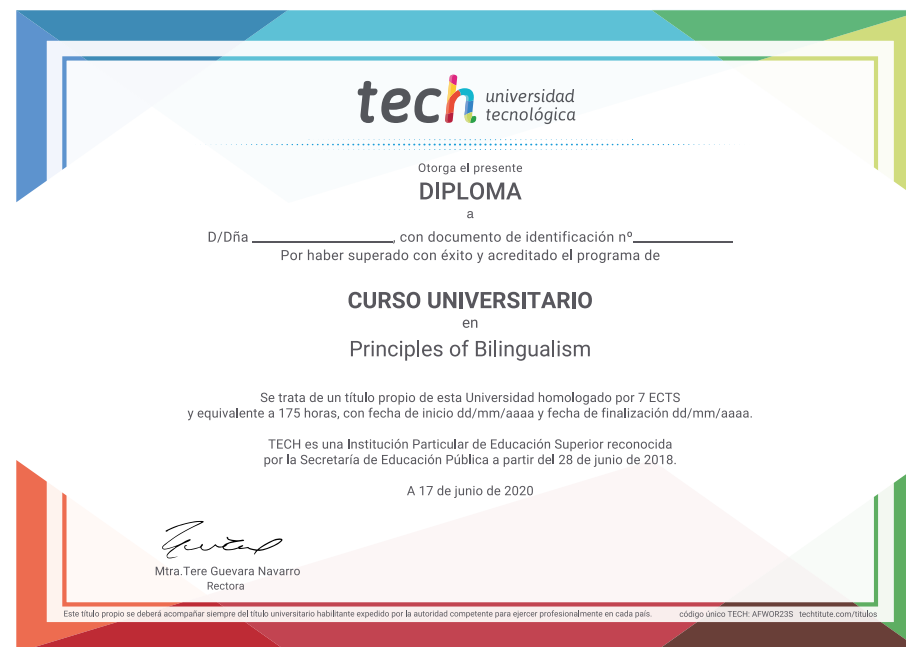 tech universidad
tecnológica
Otorga el presente
DIPLOMA
a
D/Dña ____________________, con documento de identificación nº______________
Por haber superado con éxito y acreditado el programa de
CURSO UNIVERSITARIO
en
Principles of Bilingualism
Se trata de un título propio de esta Universidad homologado por 7 ECTS
y equivalente a 175 horas, con fecha de inicio dd/mm/aaaa y fecha de finalización dd/mm/aaaa.
TECH es una Institución Particular de Educación Superior reconocida
por la Secretaría de Educación Pública a partir del 28 de junio de 2018.
A 17 de junio de 2020
Mtra.Tere Guevara Navarro
Rectora
Este título propio se deberá acompañar siempre del título universitario habilitante expedido por la autoridad competente para ejercer profesionalmente en cada país. código único TECH: AFWOR23S techtitute.com/títulos